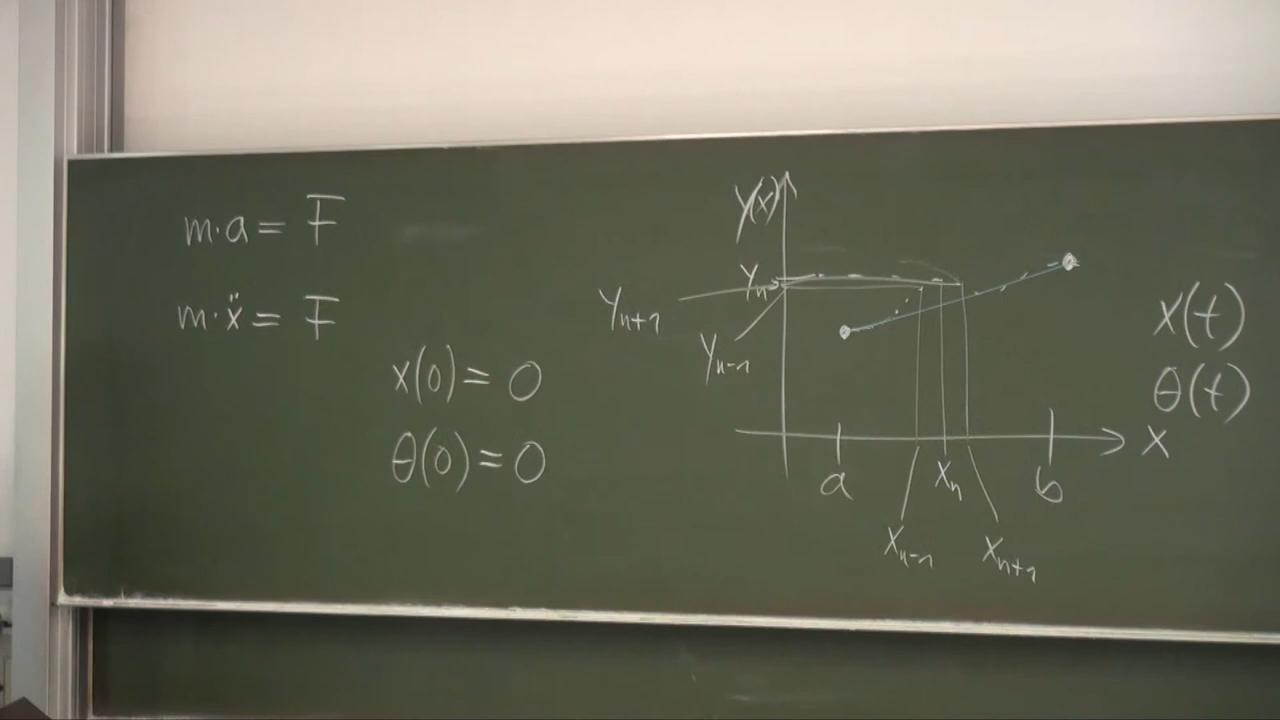 m·a = F
m·ẍ = F
x(0) = 0
θ(0) = 0
y(x)
yₙ
yₙ₊₁
yₙ₋₁
x(t)
θ(t)
x
a
xₙ
b
xₙ₋₁
xₙ₊₁